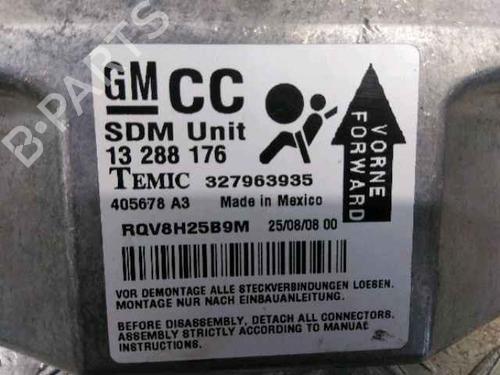 GM CC
SDM Unit
13 288 176
TEMIC 327963935
405678 A3 Made in Mexico
RQV8H25B9M 25/08/08 00
VORNE
FORWARD
VOR DEMONTAGE ALLE STECKVERBINDUNGEN LOESEN.
MONTAGE NUR NACH EINBAUANLEITUNG.
BEFORE DISASSEMBLY, DETACH ALL CONNECTORS.
ASSEMBLY STRICTLY ACCORDING TO MANUAL
INSTRUCTIONS.
B-PARTS